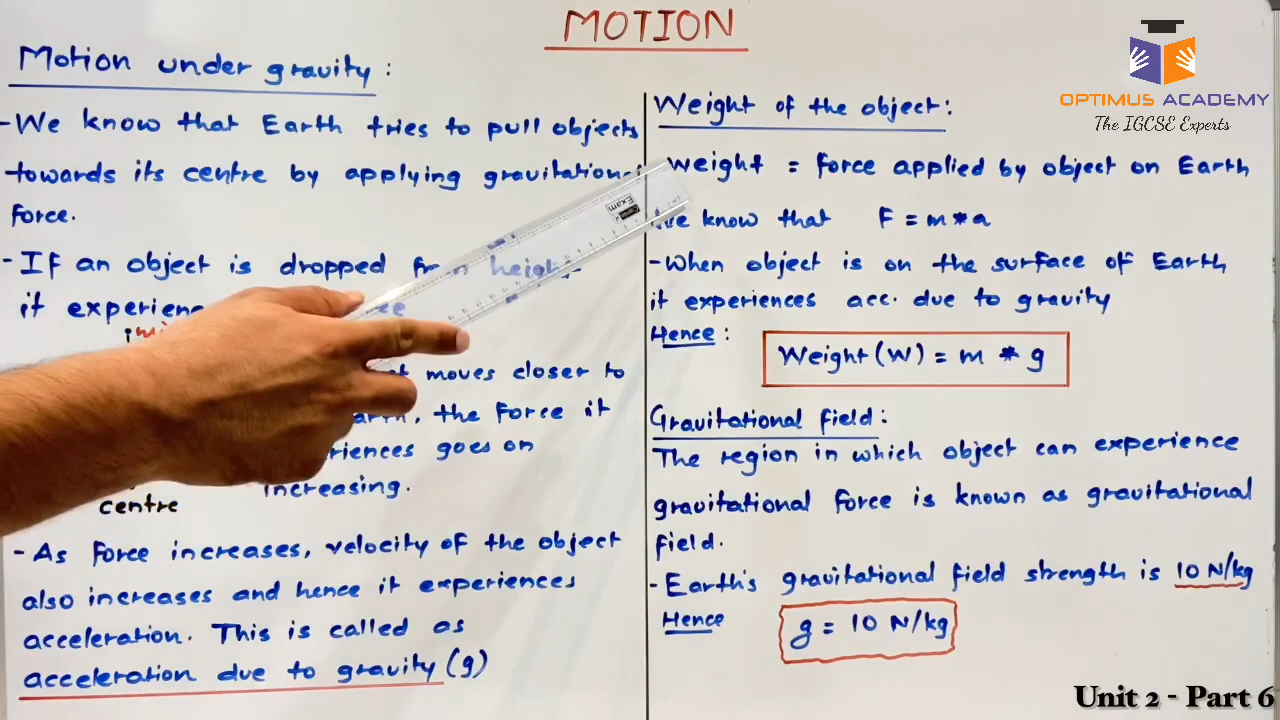 MOTION
OPTIMUS ACADEMY
The IGCSE Experts
Motion under gravity:
-We know that Earth tries to pull objects
towards its centre by applying gravitational
force.
-If an object is dropped from height
it
moves closer to
the force it
goes on
increasing.
centre
-As force increases, velocity of the object
also increases and hence it experiences
acceleration. This is called as
acceleration due to gravity (g)
Weight of the object:
weight = force applied by object on Earth
We know that F = m*a
-When object is on the surface of Earth
it experiences acc. due to gravity
Hence:
Weight (W) = m * g
Gravitational field:
The region in which object can experience
gravitational force is known as gravitational
field.
-Earth's gravitational field strength is 10 N/kg
Hence
g = 10 N/kg
Exam
Unit 2 - Part 6